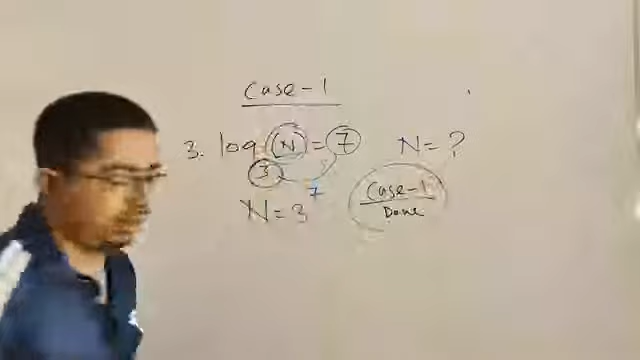 Case-1
3. log₃(N) = 7 N = ?
N = 3⁷
Case-1
Done